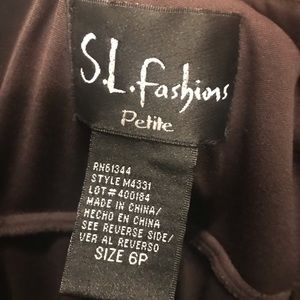 S.L. fashions
Petite
RN61344
STYLE M4331
LOT# 400184
MADE IN CHINA/
HECHO EN CHINA
SEE REVERSE SIDE/
VER AL REVERSO
SIZE 6P